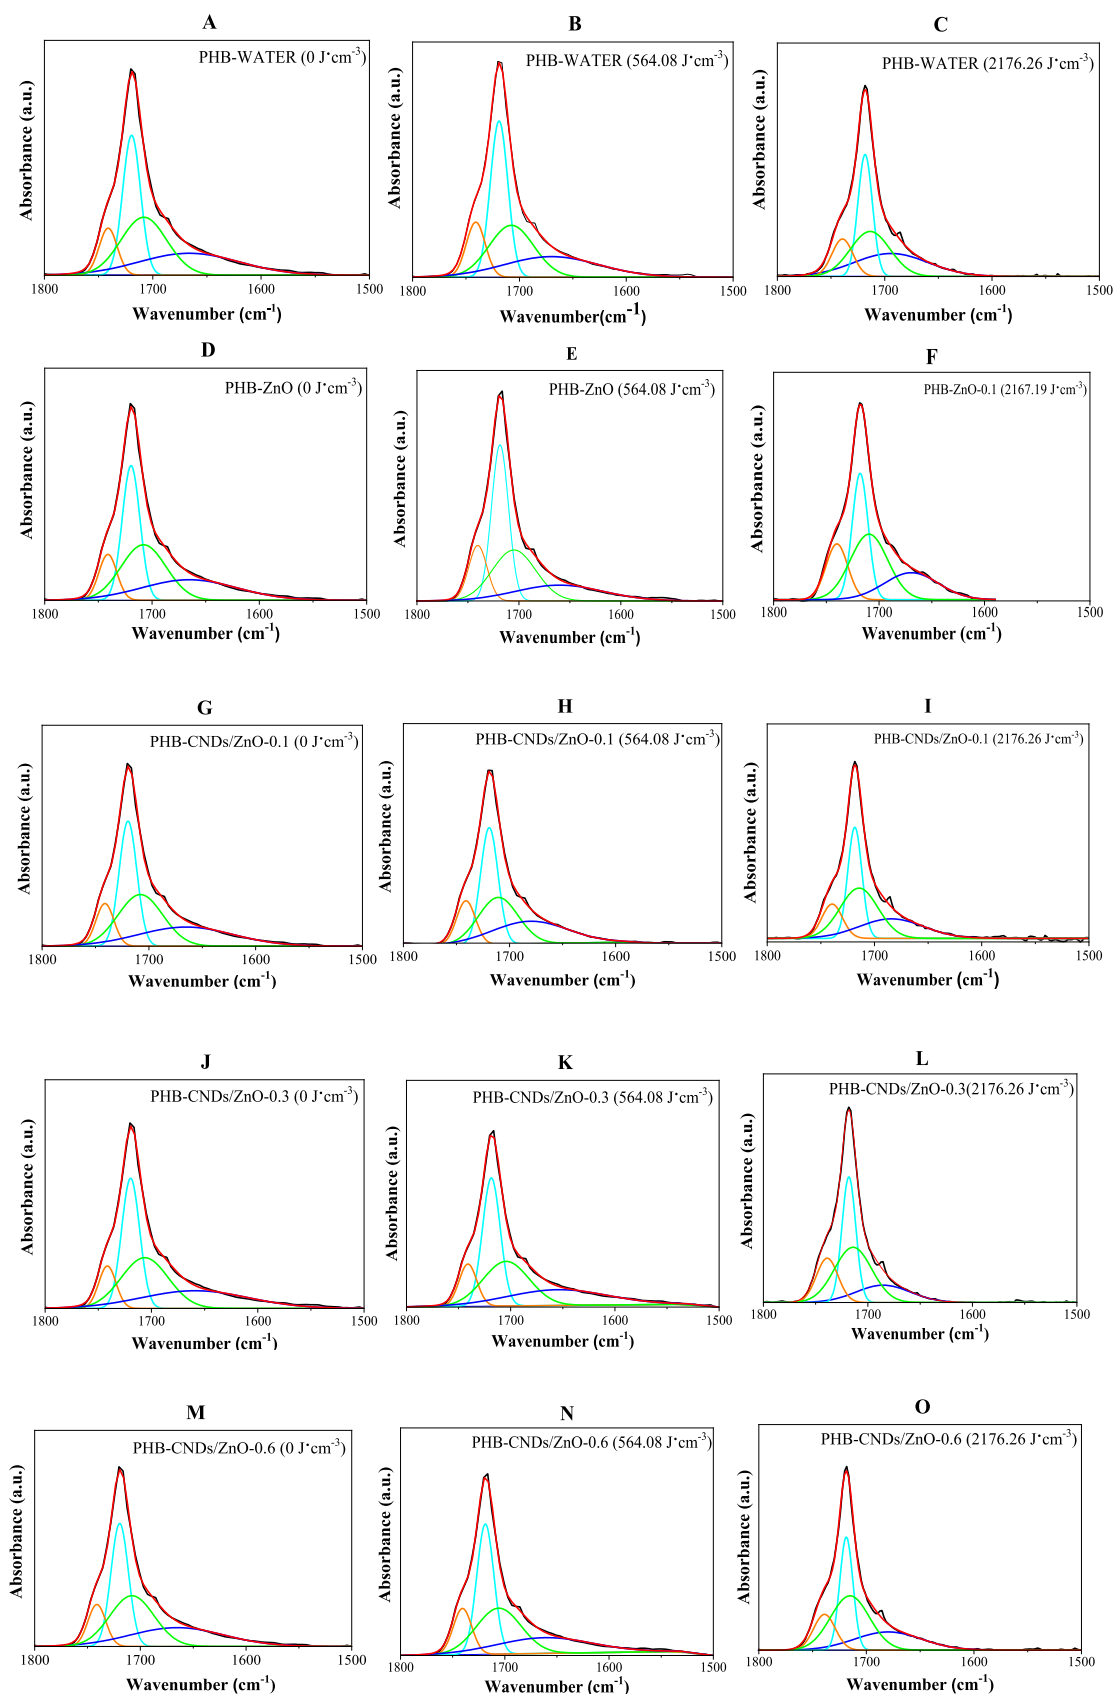 A
B
C
PHB-WATER (0 J·cm⁻³)
PHB-WATER (564.08 J·cm⁻³)
PHB-WATER (2176.26 J·cm⁻³)
Absorbance (a.u.)
Absorbance (a.u.)
Absorbance (a.u.)
1800 1700 1600 1500
1800 1700 1600 1500
1800 1700 1600 1500
Wavenumber (cm⁻¹)
Wavenumber(cm⁻¹)
Wavenumber (cm⁻¹)
D
E
F
PHB-ZnO (0 J·cm⁻³)
PHB-ZnO (564.08 J·cm⁻³)
PHB-ZnO-0.1 (2167.19 J·cm⁻³)
Absorbance (a.u.)
Absorbance (a.u.)
Absorbance (a.u.)
1800 1700 1600 1500
1800 1700 1600 1500
1800 1700 1600 1500
Wavenumber (cm⁻¹)
Wavenumber (cm⁻¹)
Wavenumber (cm⁻¹)
G
H
I
PHB-CNDs/ZnO-0.1 (0 J·cm⁻³)
PHB-CNDs/ZnO-0.1 (564.08 J·cm⁻³)
PHB-CNDs/ZnO-0.1 (2176.26 J·cm⁻³)
Absorbance (a.u.)
Absorbance (a.u.)
Absorbance (a.u.)
1800 1700 1600 1500
1800 1700 1600 1500
1800 1700 1600 1500
Wavenumber (cm⁻¹)
Wavenumber (cm⁻¹)
Wavenumber (cm⁻¹)
J
K
L
PHB-CNDs/ZnO-0.3 (0 J·cm⁻³)
PHB-CNDs/ZnO-0.3 (564.08 J·cm⁻³)
PHB-CNDs/ZnO-0.3(2176.26 J·cm⁻³)
Absorbance (a.u.)
Absorbance (a.u.)
Absorbance (a.u.)
1800 1700 1600 1500
1800 1700 1600 1500
1800 1700 1600 1500
Wavenumber (cm⁻¹)
Wavenumber (cm⁻¹)
Wavenumber (cm⁻¹)
M
N
O
PHB-CNDs/ZnO-0.6 (0 J·cm⁻³)
PHB-CNDs/ZnO-0.6 (564.08 J·cm⁻³)
PHB-CNDs/ZnO-0.6 (2176.26 J·cm⁻³)
Absorbance (a.u.)
Absorbance (a.u.)
Absorbance (a.u.)
1800 1700 1600 1500
1800 1700 1600 1500
1800 1700 1600 1500
Wavenumber (cm⁻¹)
Wavenumber (cm⁻¹)
Wavenumber (cm⁻¹)